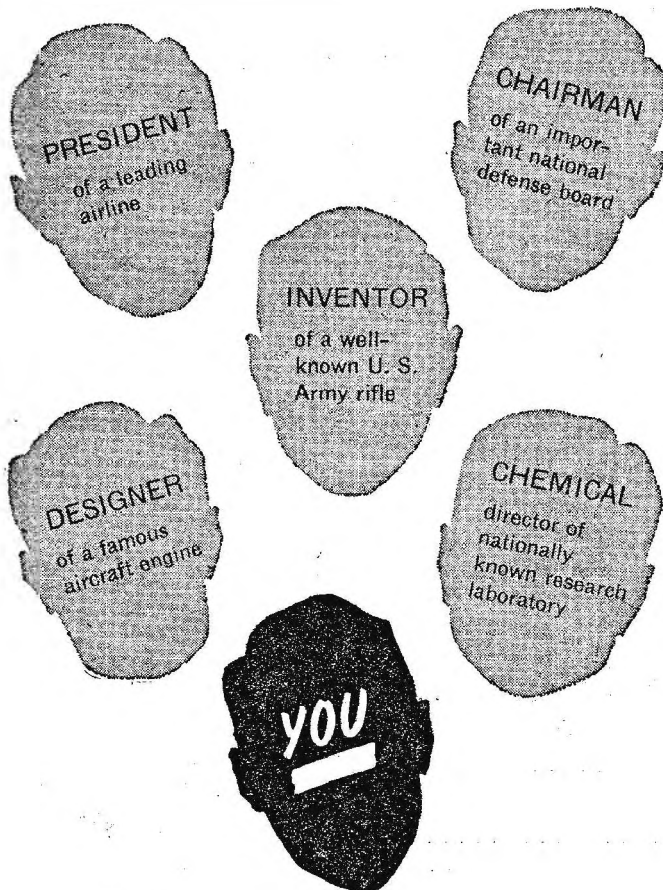 PRESIDENT
of a leading
airline
CHAIRMAN
of an impor-
tant national
defense board
INVENTOR
of a well-
known U. S.
Army rifle
DESIGNER
of a famous
aircraft engine
CHEMICAL
director of
nationally
known research
laboratory
YOU